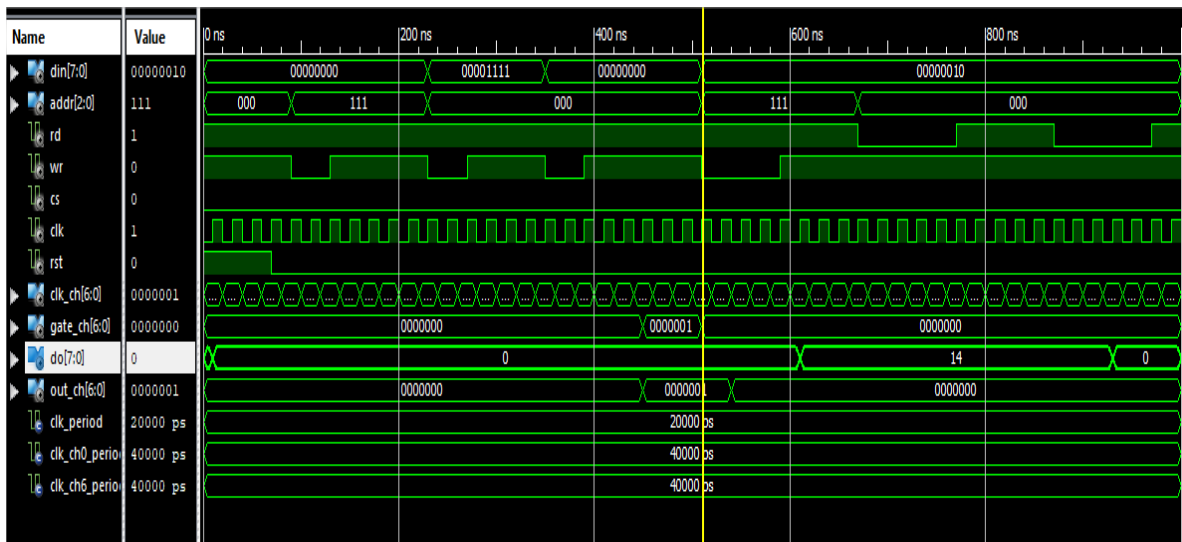 Name Value 0 ns 200 ns 400 ns 600 ns 800 ns
din[7:0] 00000010 00000000 00001111 00000000 00000010
addr[2:0] 111 000 111 000 111 000
rd 1
wr 0
cs 0
clk 1
rst 0
clk_ch[6:0] 0000001 ... ... ... ... ... ... ... ... ... ... ... ... ... ... ... ... ... ... ... ... ... ... ... ... ...
gate_ch[6:0] 0000000 0000000 0000001 0000000
do[7:0] 0 0 14 0
out_ch[6:0] 0000001 0000000 0000001 0000000
clk_period 20000 ps 20000 ps
clk_ch0_perio 40000 ps 40000 ps
clk_ch6_perio 40000 ps 40000 ps